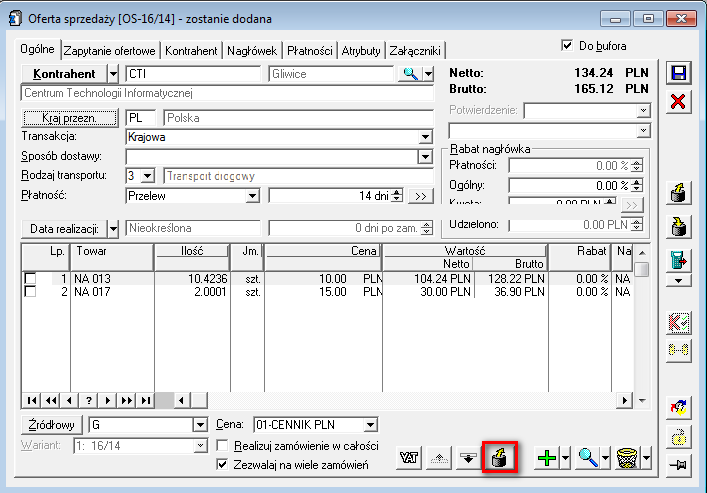 Oferta sprzedaży [OS-16/14] - zostanie dodana
Ogólne Zapytanie ofertowe Kontrahent Nagłówek Płatności Atrybuty Załączniki
Do bufora
Kontrahent CTI Gliwice
Centrum Technologii Informatycznej
Netto: 134.24 PLN
Brutto: 165.12 PLN
Kraj przezn. PL Polska
Potwierdzenie:
Transakcja: Krajowa
Sposób dostawy:
Rodzaj transportu: 3 Transport drogowy
Płatność: Przelew 14 dni >>
Rabat nagłówka
Płatności: 0.00 %
Ogólny: 0.00 %
Kwota: 0.00 PLN >>
Data realizacji: Nieokreślona 0 dni po zam.
Udzielono: 0.00 PLN
Lp. Towar Ilość Jm. Cena Wartość Rabat Na
Netto Brutto
1 NA 013 10.4236 szt. 10.00 PLN 104.24 PLN 128.22 PLN 0.00 % NA
2 NA 017 2.0001 szt. 15.00 PLN 30.00 PLN 36.90 PLN 0.00 % NA
?
Źródłowy G Cena: 01-CENNIK PLN
Wariant: 1: 16/14
Realizuj zamówienie w całości
Zezwalaj na wiele zamówień
VAT